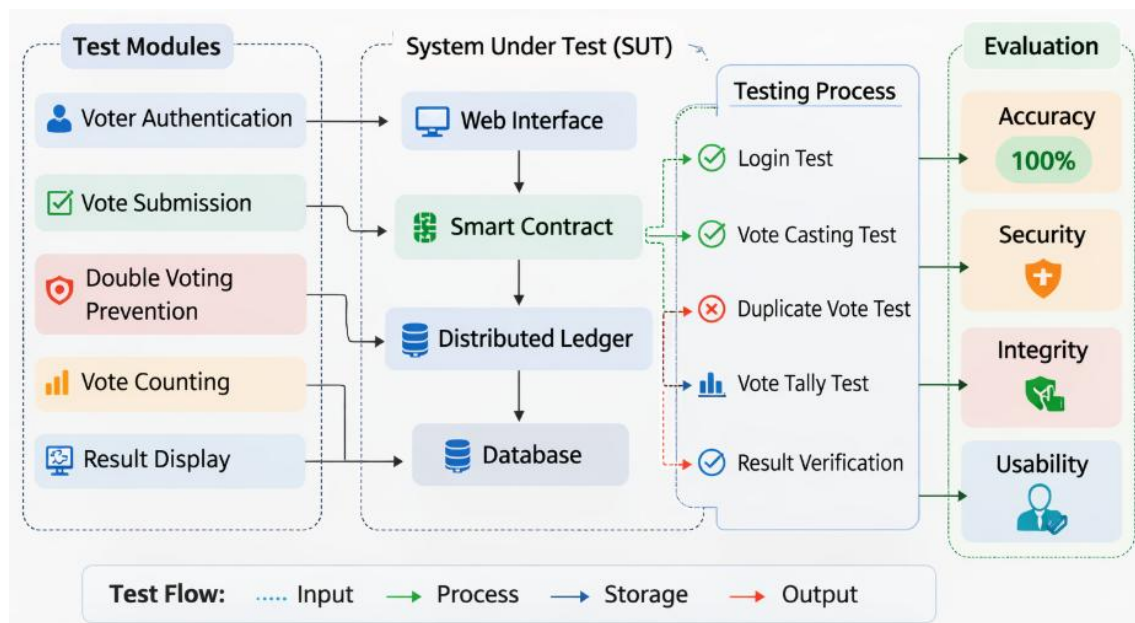 Test Modules
Voter Authentication
Vote Submission
Double Voting
Prevention
Vote Counting
Result Display
System Under Test (SUT)
Web Interface
Smart Contract
Distributed Ledger
Database
Testing Process
Login Test
Vote Casting Test
Duplicate Vote Test
Vote Tally Test
Result Verification
Evaluation
Accuracy
100%
Security
Integrity
Usability
Test Flow: Input Process Storage Output